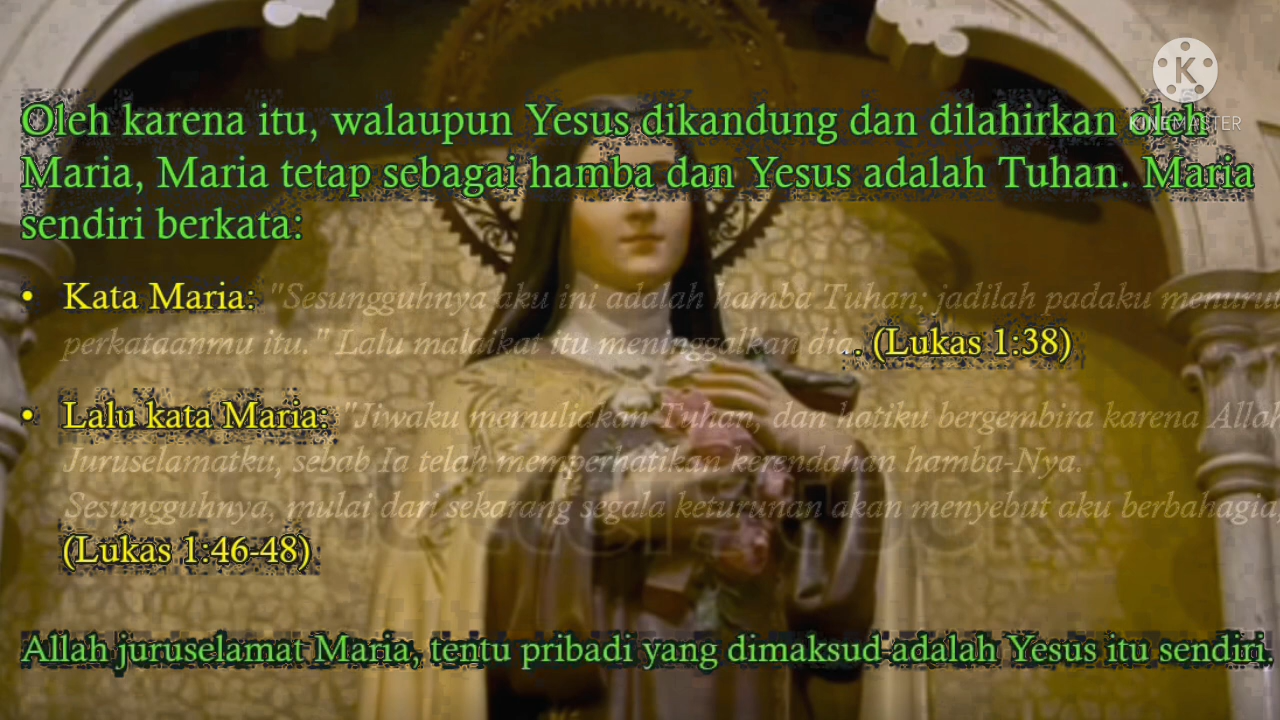 Oleh karena itu, walaupun Yesus dikandung dan dilahirkan oleh
Maria, Maria tetap sebagai hamba dan Yesus adalah Tuhan. Maria
sendiri berkata:
• Kata Maria: "Sesungguhnya aku ini adalah hamba Tuhan; jadilah padaku menurut
perkataanmu itu." Lalu malaikat itu meninggalkan dia.. (Lukas 1:38)
• Lalu kata Maria: "Jiwaku memuliakan Tuhan, dan hatiku bergembira karena Allah
Juruselamatku, sebab Ia telah memperhatikan kerendahan hamba-Nya.
Sesungguhnya, mulai dari sekarang segala keturunan akan menyebut aku berbahagia
(Lukas 1:46-48)
Allah juruselamat Maria, tentu pribadi yang dimaksud adalah Yesus itu sendiri.
K
KINEMASTER